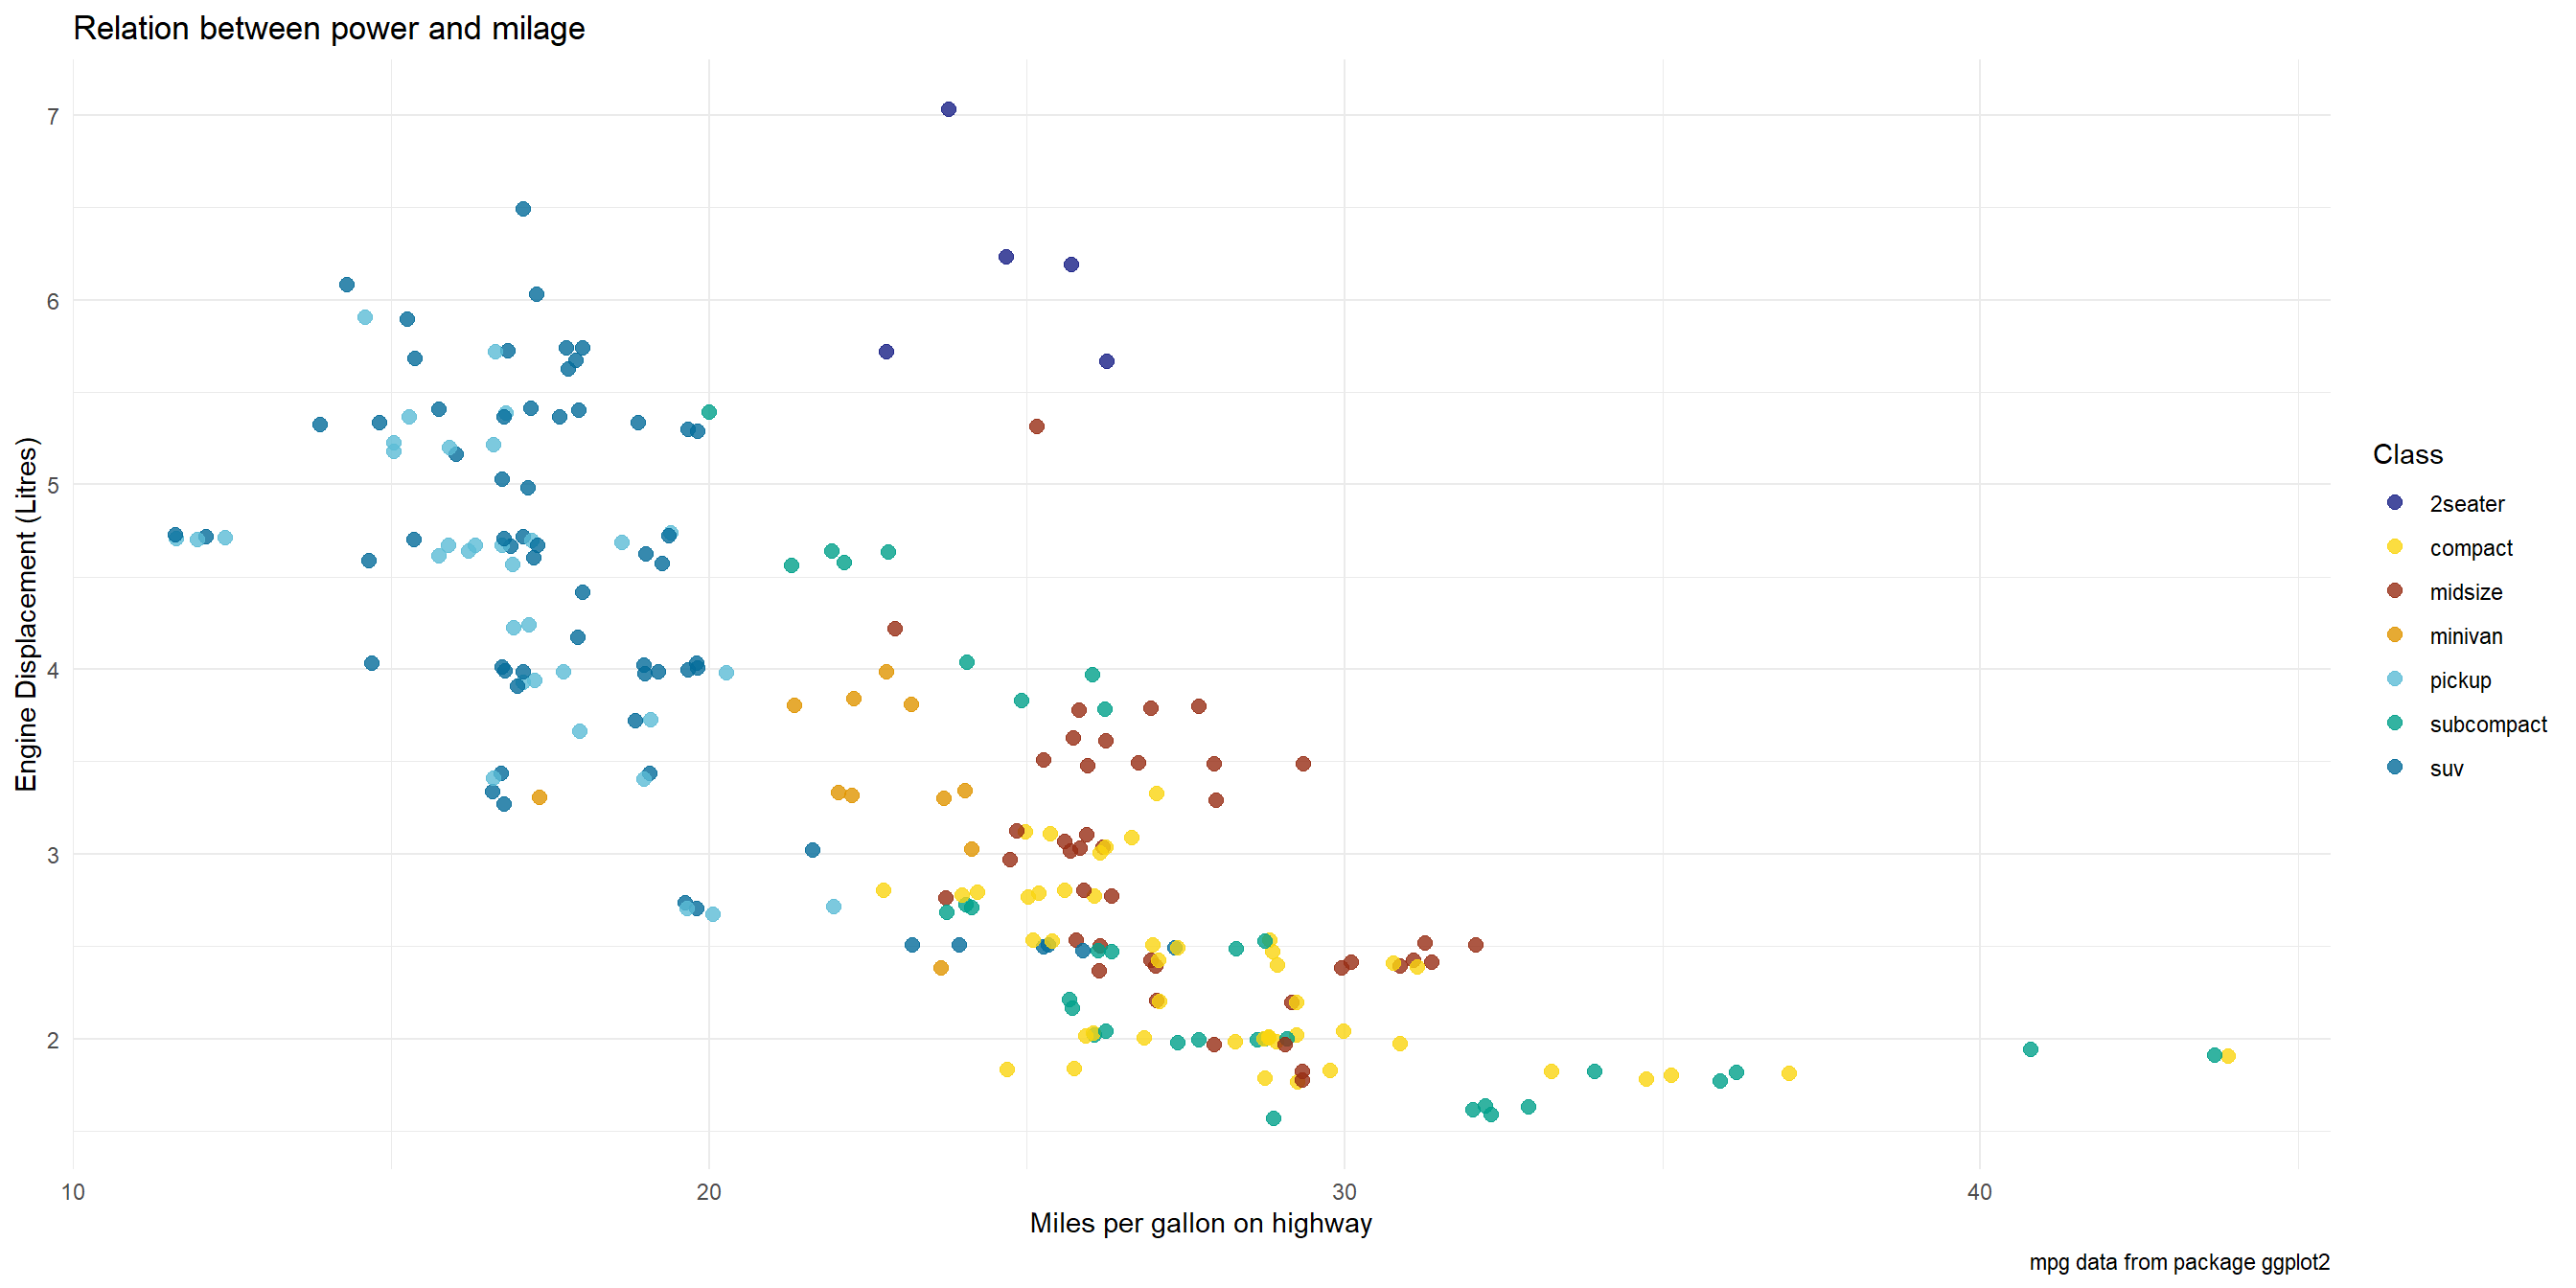 Relation between power and milage
7
6
5
4
3
2
Engine Displacement (Litres)
10
20
30
40
Miles per gallon on highway
Class
2seater
compact
midsize
minivan
pickup
subcompact
suv
mpg data from package ggplot2